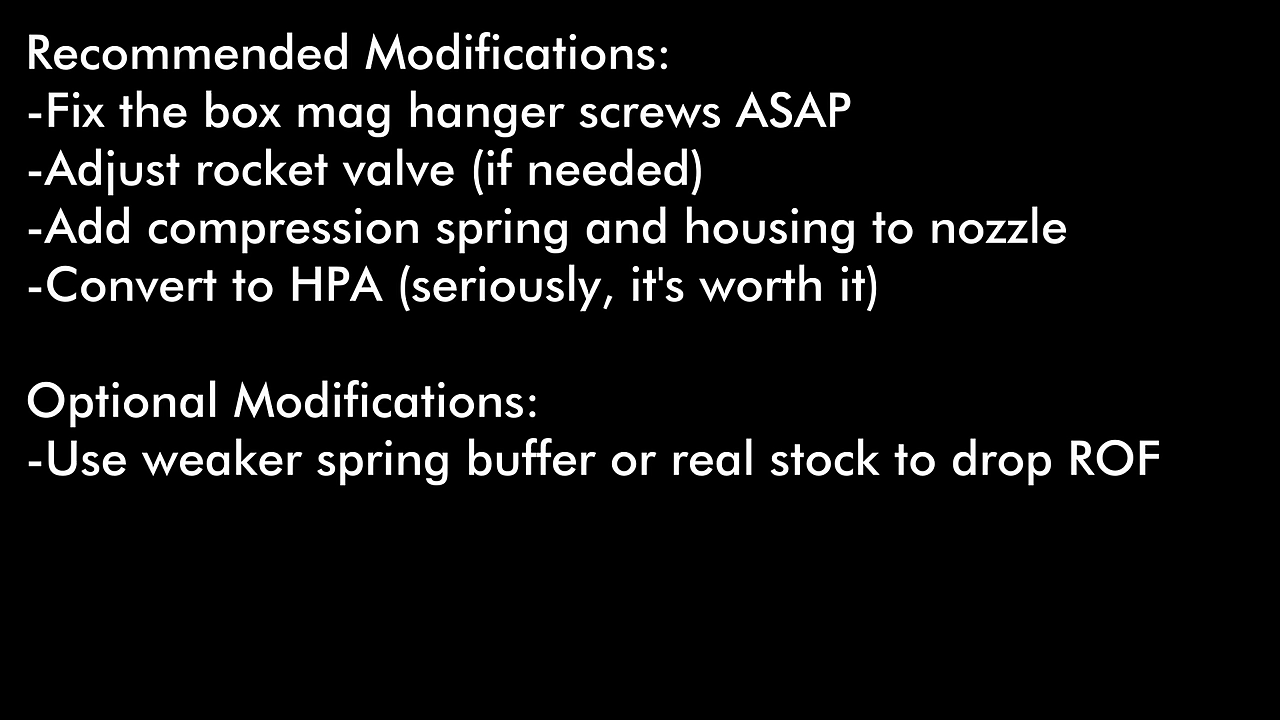 Recommended Modifications:
-Fix the box mag hanger screws ASAP
-Adjust rocket valve (if needed)
-Add compression spring and housing to nozzle
-Convert to HPA (seriously, it's worth it)
Optional Modifications:
-Use weaker spring buffer or real stock to drop ROF